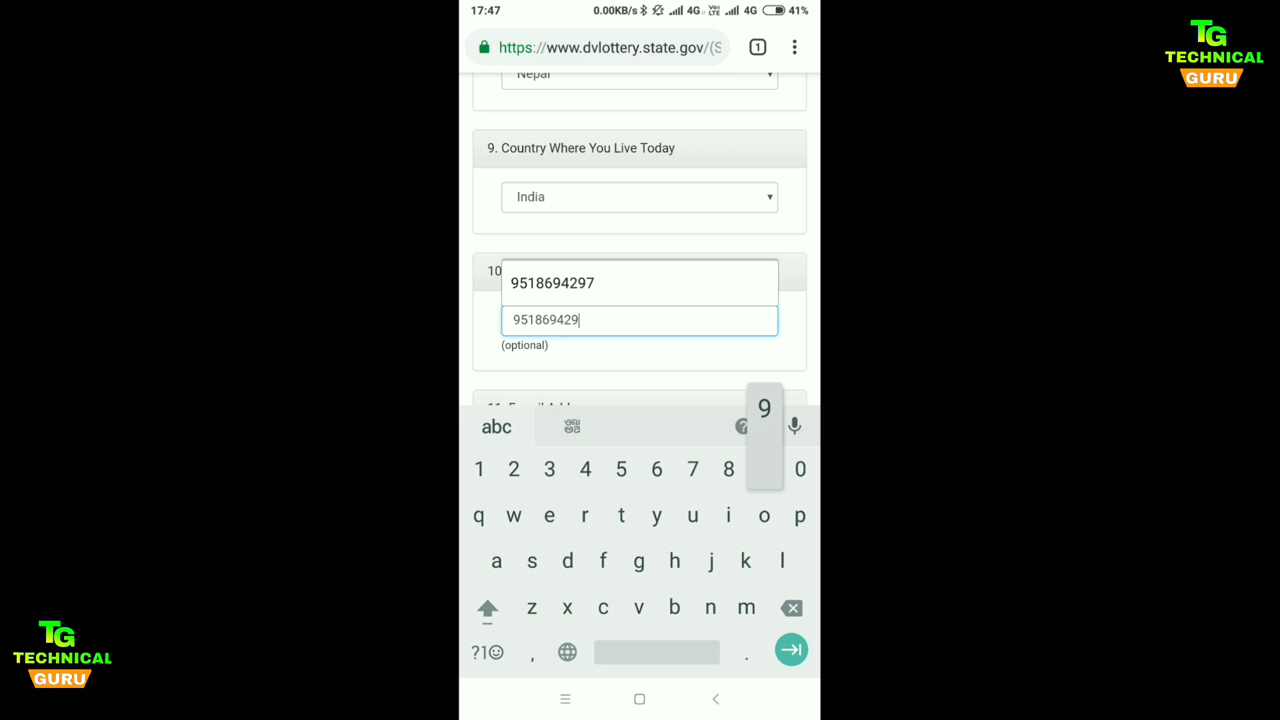 17:47 0.00KB/s 4G VoLTE 4G 41%
TG
TECHNICAL
GURU
https://www.dvlottery.state.gov/(S 1
Nepal
9. Country Where You Live Today
India
10
9518694297
951869429
(optional)
9
abc
1 2 3 4 5 6 7 8 0
q w e r t y u i o p
a s d f g h j k l
z x c v b n m
?1☺ , .
TG
TECHNICAL
GURU